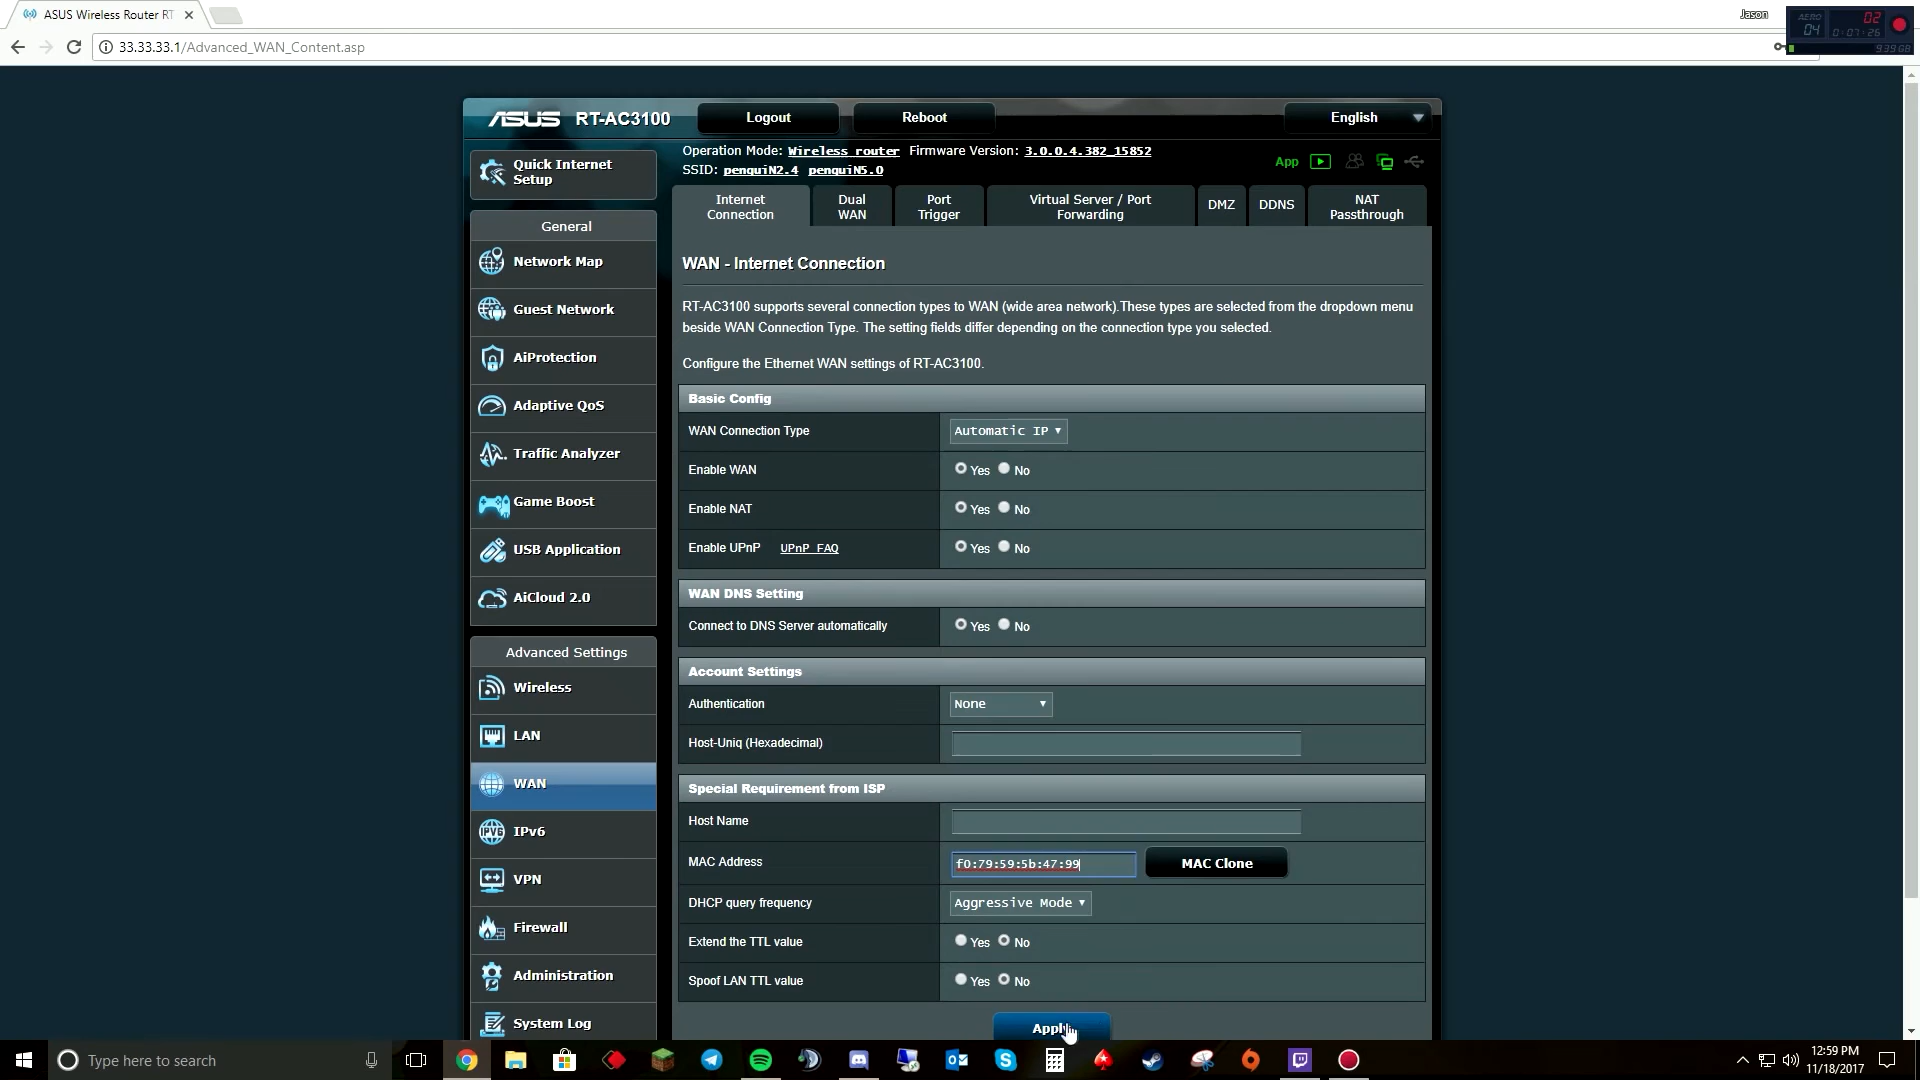 ASUS Wireless Router RT
Jason
33.33.33.1/Advanced_WAN_Content.asp
AERO
04
02
0:07:26
9.39 GB
ASUS RT-AC3100
Logout
Reboot
English
Operation Mode: Wireless router Firmware Version: 3.0.0.4.382_15852
SSID: penquiN2.4 penquiN5.0
App
Quick Internet
Setup
General
Network Map
Guest Network
AiProtection
Adaptive QoS
Traffic Analyzer
Game Boost
USB Application
AiCloud 2.0
Advanced Settings
Wireless
LAN
WAN
IPv6
VPN
Firewall
Administration
System Log
Internet
Connection
Dual
WAN
Port
Trigger
Virtual Server / Port
Forwarding
DMZ
DDNS
NAT
Passthrough
WAN - Internet Connection
RT-AC3100 supports several connection types to WAN (wide area network).These types are selected from the dropdown menu
beside WAN Connection Type. The setting fields differ depending on the connection type you selected.
Configure the Ethernet WAN settings of RT-AC3100.
Basic Config
WAN Connection Type Automatic IP
Enable WAN Yes No
Enable NAT Yes No
Enable UPnP UPnP FAQ Yes No
WAN DNS Setting
Connect to DNS Server automatically Yes No
Account Settings
Authentication None
Host-Uniq (Hexadecimal)
Special Requirement from ISP
Host Name
MAC Address f0:79:59:5b:47:99 MAC Clone
DHCP query frequency Aggressive Mode
Extend the TTL value Yes No
Spoof LAN TTL value Yes No
Apply
Type here to search
12:59 PM
11/18/2017